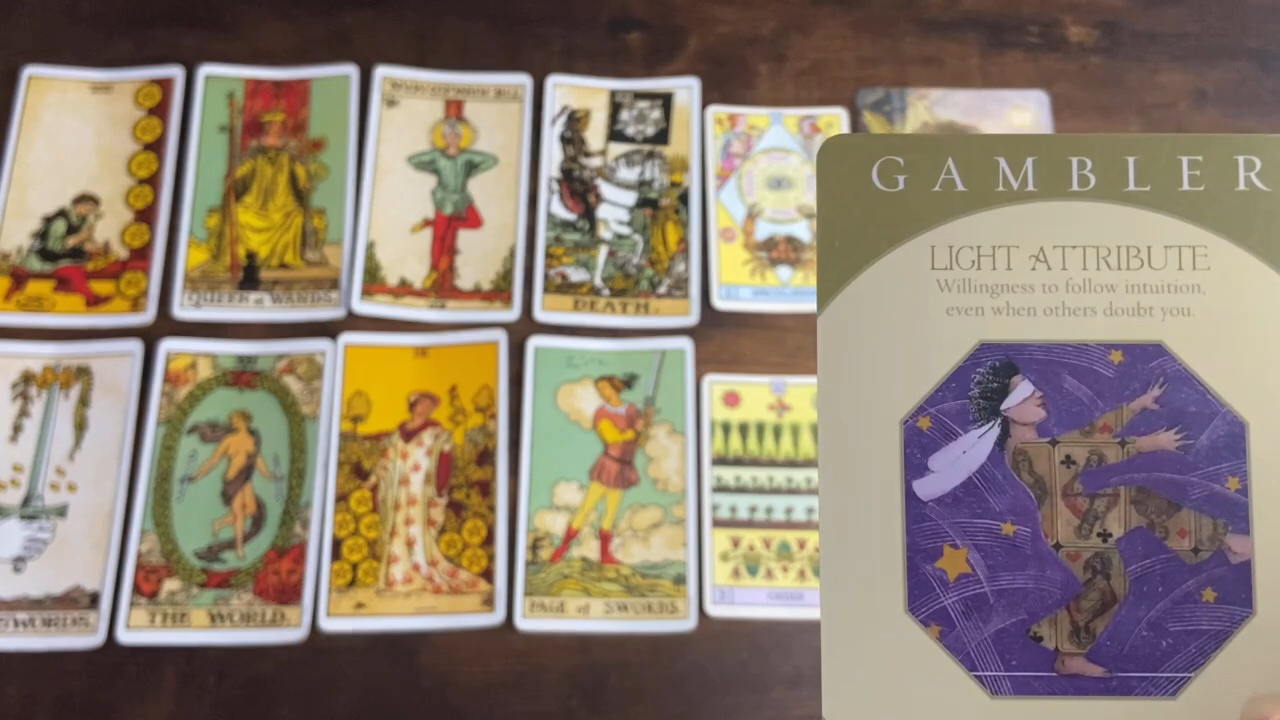 QUEEN of WANDS.
DEATH.
GAMBLER
LIGHT ATTRIBUTE
Willingness to follow intuition,
even when others doubt you.
SWORDS.
THE WORLD.
IX
PAGE of SWORDS.